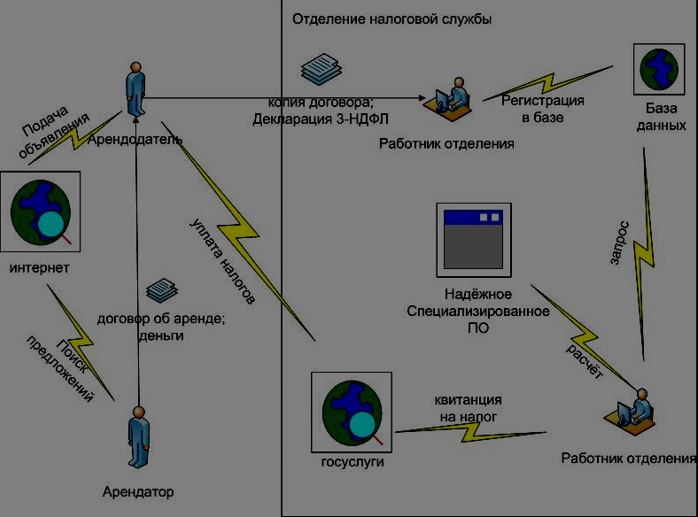 Отделение налоговой службы
копия договора;
Декларация 3-НДФЛ
Регистрация
в базе
База
данных
Подача
объявления
Арендодатель
Работник отделения
уплата налогов
запрос
интернет
Надёжное
Специализированное
ПО
договор об аренде;
деньги
Поиск
предложений
расчёт
квитанция
на налог
госуслуги
Работник отделения
Арендатор